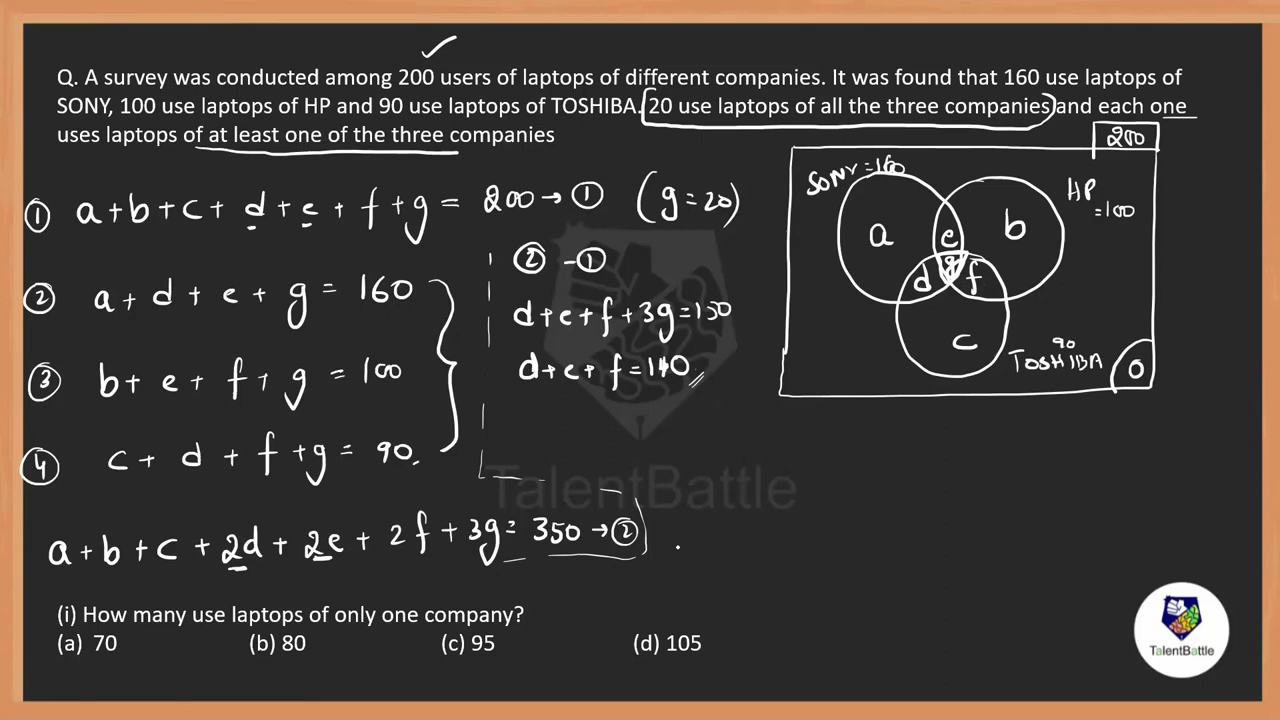 Q. A survey was conducted among 200 users of laptops of different companies. It was found that 160 use laptops of
SONY, 100 use laptops of HP and 90 use laptops of TOSHIBA. 20 use laptops of all the three companies and each one
uses laptops of at least one of the three companies
200
SONY = 160
HP
= 100
a
e
b
g
d
f
c
90
TOSHIBA
0
① a + b + c + d + e + f + g = 200 → ① (g = 20)
② a + d + e + g = 160
③ b + e + f + g = 100
④ c + d + f + g = 90.
② - ①
d + e + f + 3g = 150
d + e + f = 110
a + b + c + 2d + 2e + 2f + 3g = 350 → ②
TalentBattle
(i) How many use laptops of only one company?
(a) 70 (b) 80 (c) 95 (d) 105
TalentBattle